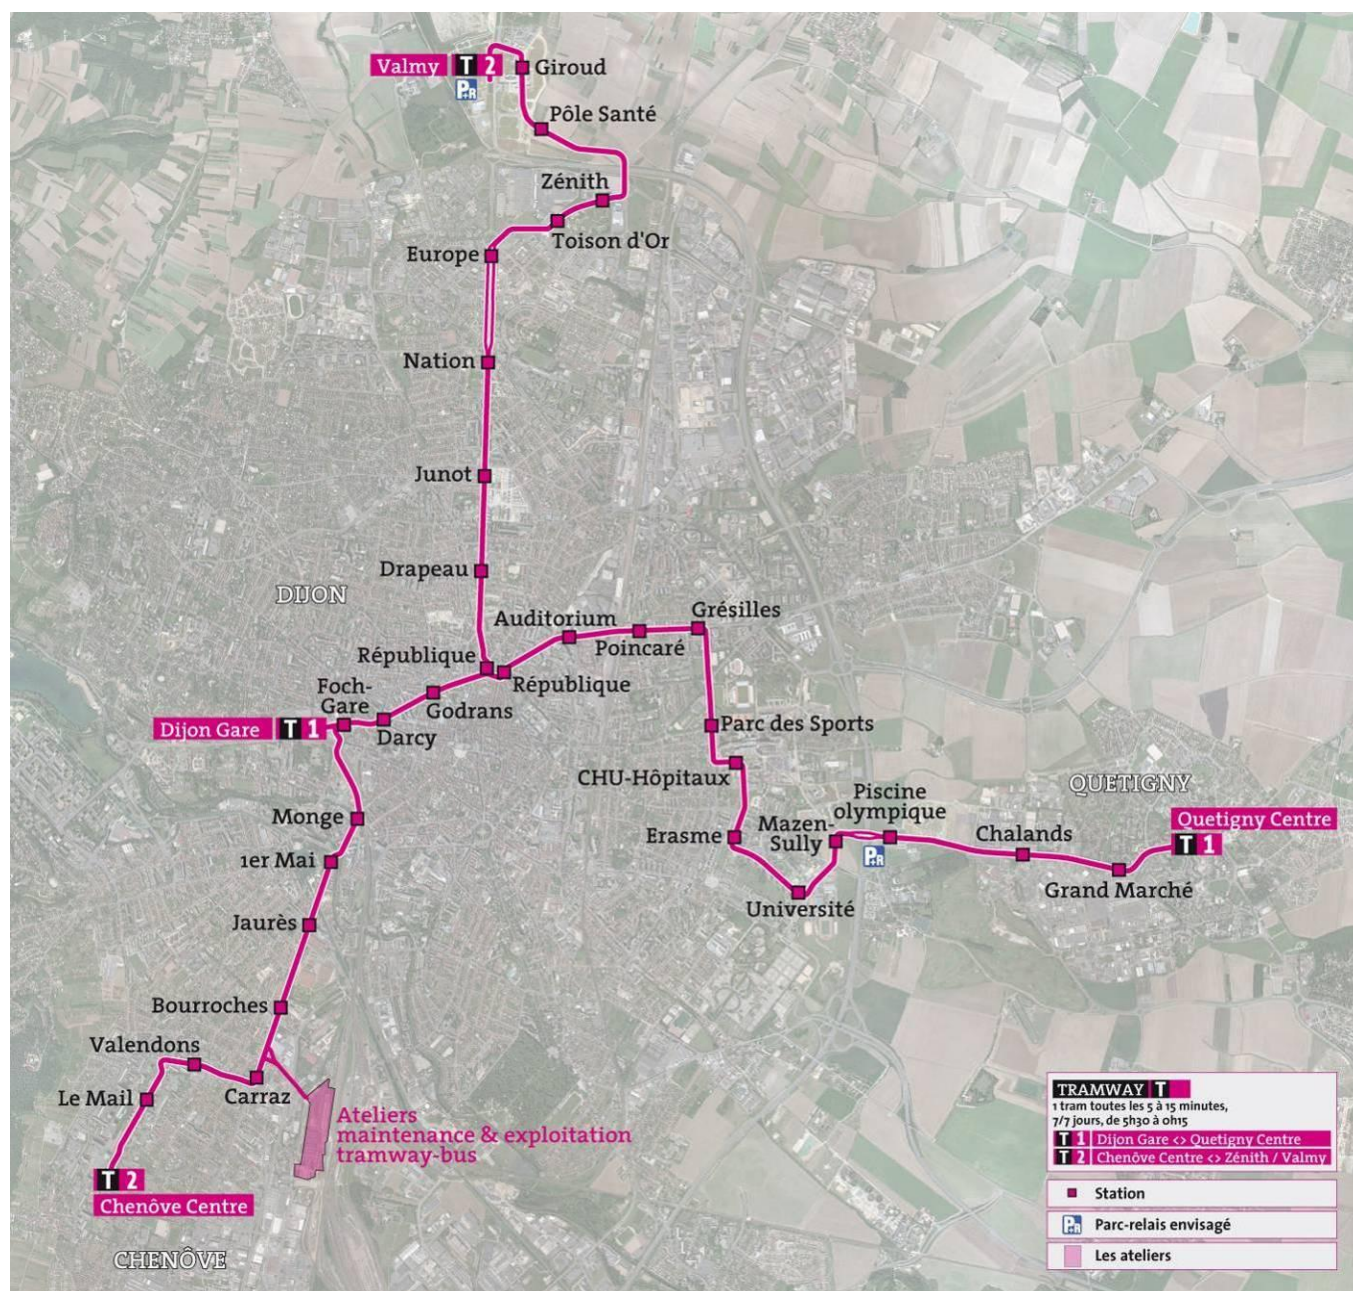 Valmy T 2
P+R
Giroud
Pôle Santé
Zénith
Toison d'Or
Europe
Nation
Junot
Drapeau
DIJON
Auditorium
Grésilles
Poincaré
République
République
Foch-
Gare
Godrans
Dijon Gare T 1
Darcy
Parc des Sports
CHU-Hôpitaux
QUETIGNY
Piscine
olympique
Monge
Erasme
Mazen-
Sully
P+R
Chalands
Quetigny Centre
T 1
1er Mai
Grand Marché
Université
Jaurès
Bourroches
Valendons
Le Mail
Carraz
Ateliers
maintenance & exploitation
tramway-bus
T 2
Chenôve Centre
CHENÔVE
TRAMWAY T
1 tram toutes les 5 à 15 minutes,
7/7 jours, de 5h30 à 0h15
T 1 Dijon Gare <> Quetigny Centre
T 2 Chenôve Centre <> Zénith / Valmy
Station
P+R Parc-relais envisagé
Les ateliers